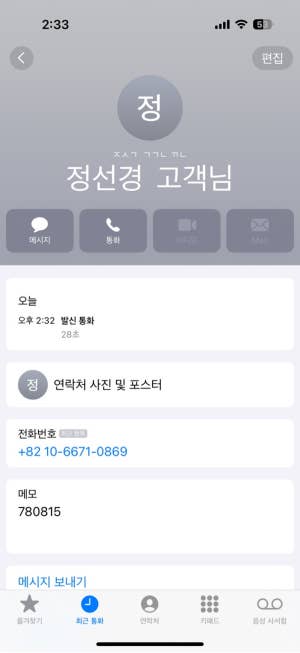 2:33
편집
정
정선경 고객님
메시지
통화
Mail
오늘
오후 2:32 발신 통화
28초
정 연락처 사진 및 포스터
전화번호 최근 통화
+82 10-6671-0869
메모
780815
메시지 보내기
즐겨찾기
최근 통화
연락처
키패드
음성 사서함